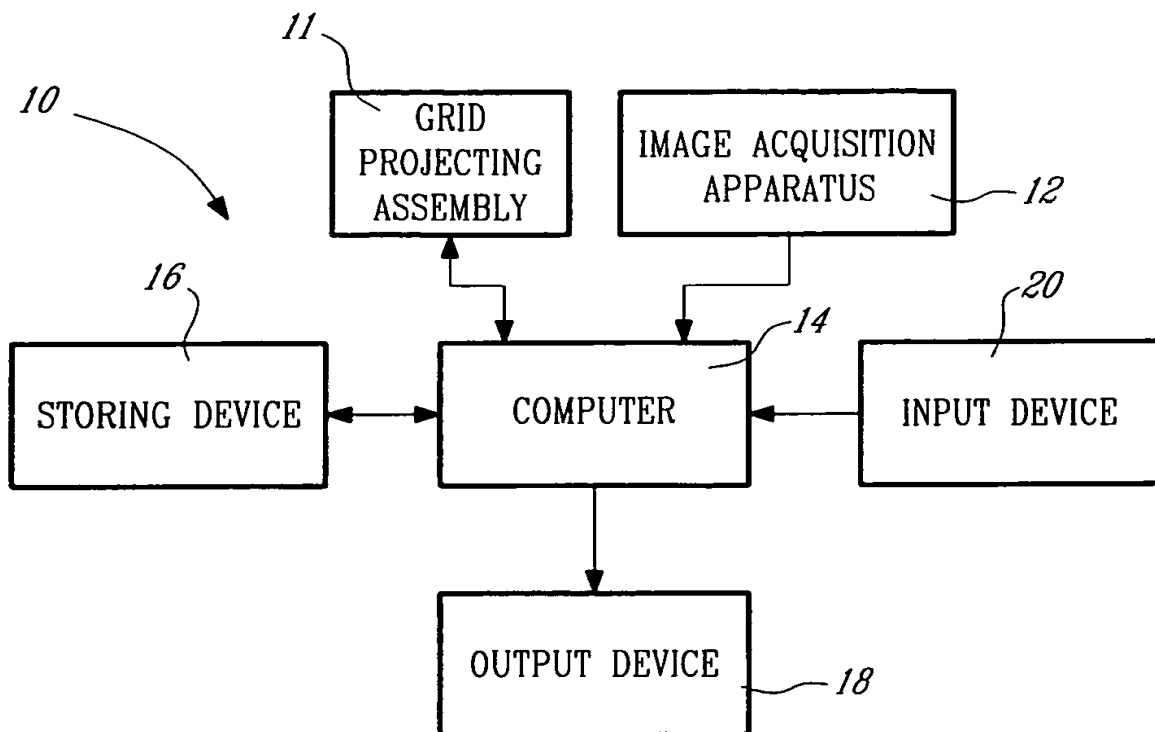 11
10
GRID
PROJECTING
ASSEMBLY
IMAGE ACQUISITION
APPARATUS
12
16
14
20
STORING DEVICE
COMPUTER
INPUT DEVICE
OUTPUT DEVICE
18